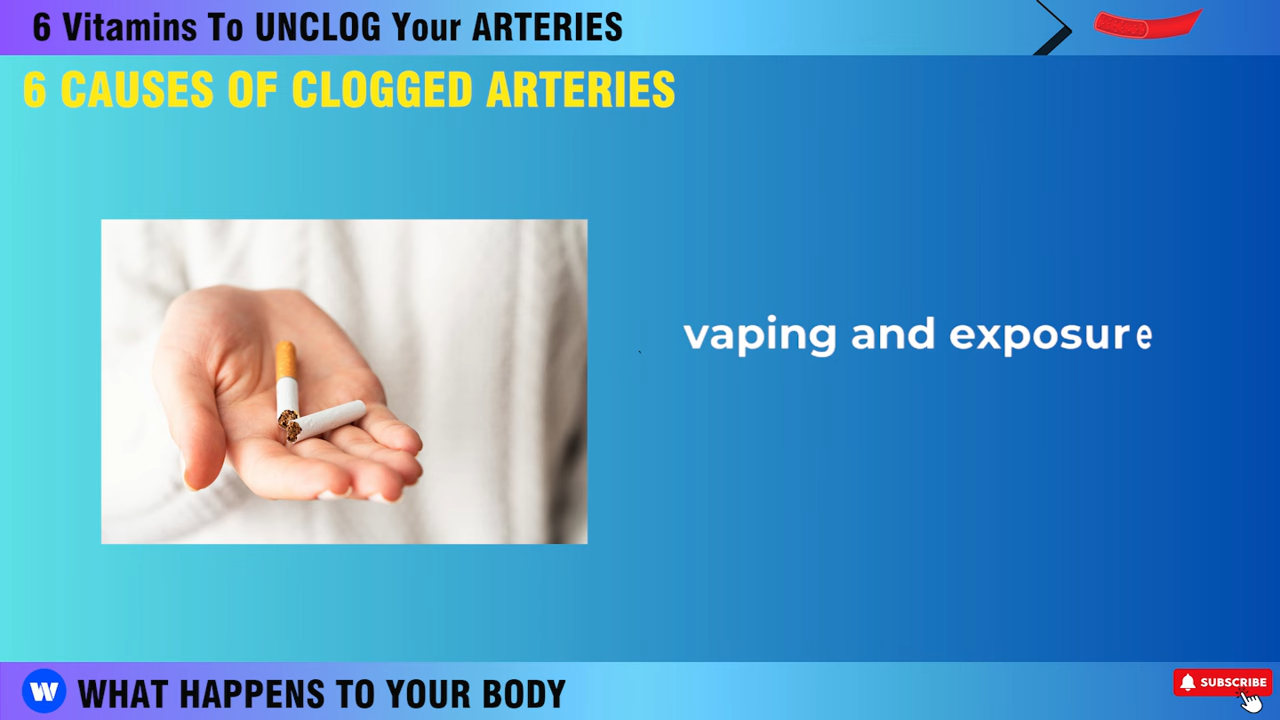 6 Vitamins To UNCLOG Your ARTERIES
6 CAUSES OF CLOGGED ARTERIES
vaping and exposure
W WHAT HAPPENS TO YOUR BODY
SUBSCRIBE